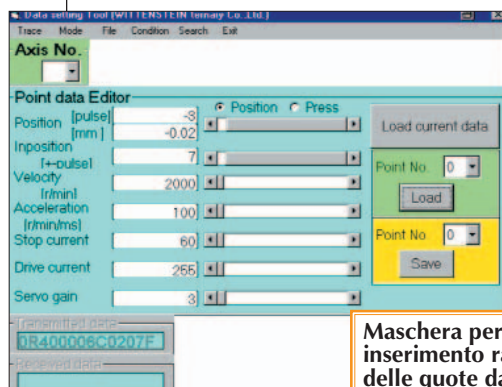 Data setting Tool (WITTENSTEIN ternary Co.,Ltd.)
Trace Mode File Condition Search Exit
Axis No.
Point data Editor
Position Press
Position [pulse] -3
[mm ] -0.02
Inposition
[+-pulse] 7
Velocity
[r/min] 2000
Acceleration
[r/min/ms] 100
Stop current 60
Drive current 255
Servo gain 3
Load current data
Point No. 0
Load
Point No. 0
Save
Transmitted data
0R400006C0207F
Received data
Maschera per
inserimento ra
delle quote da